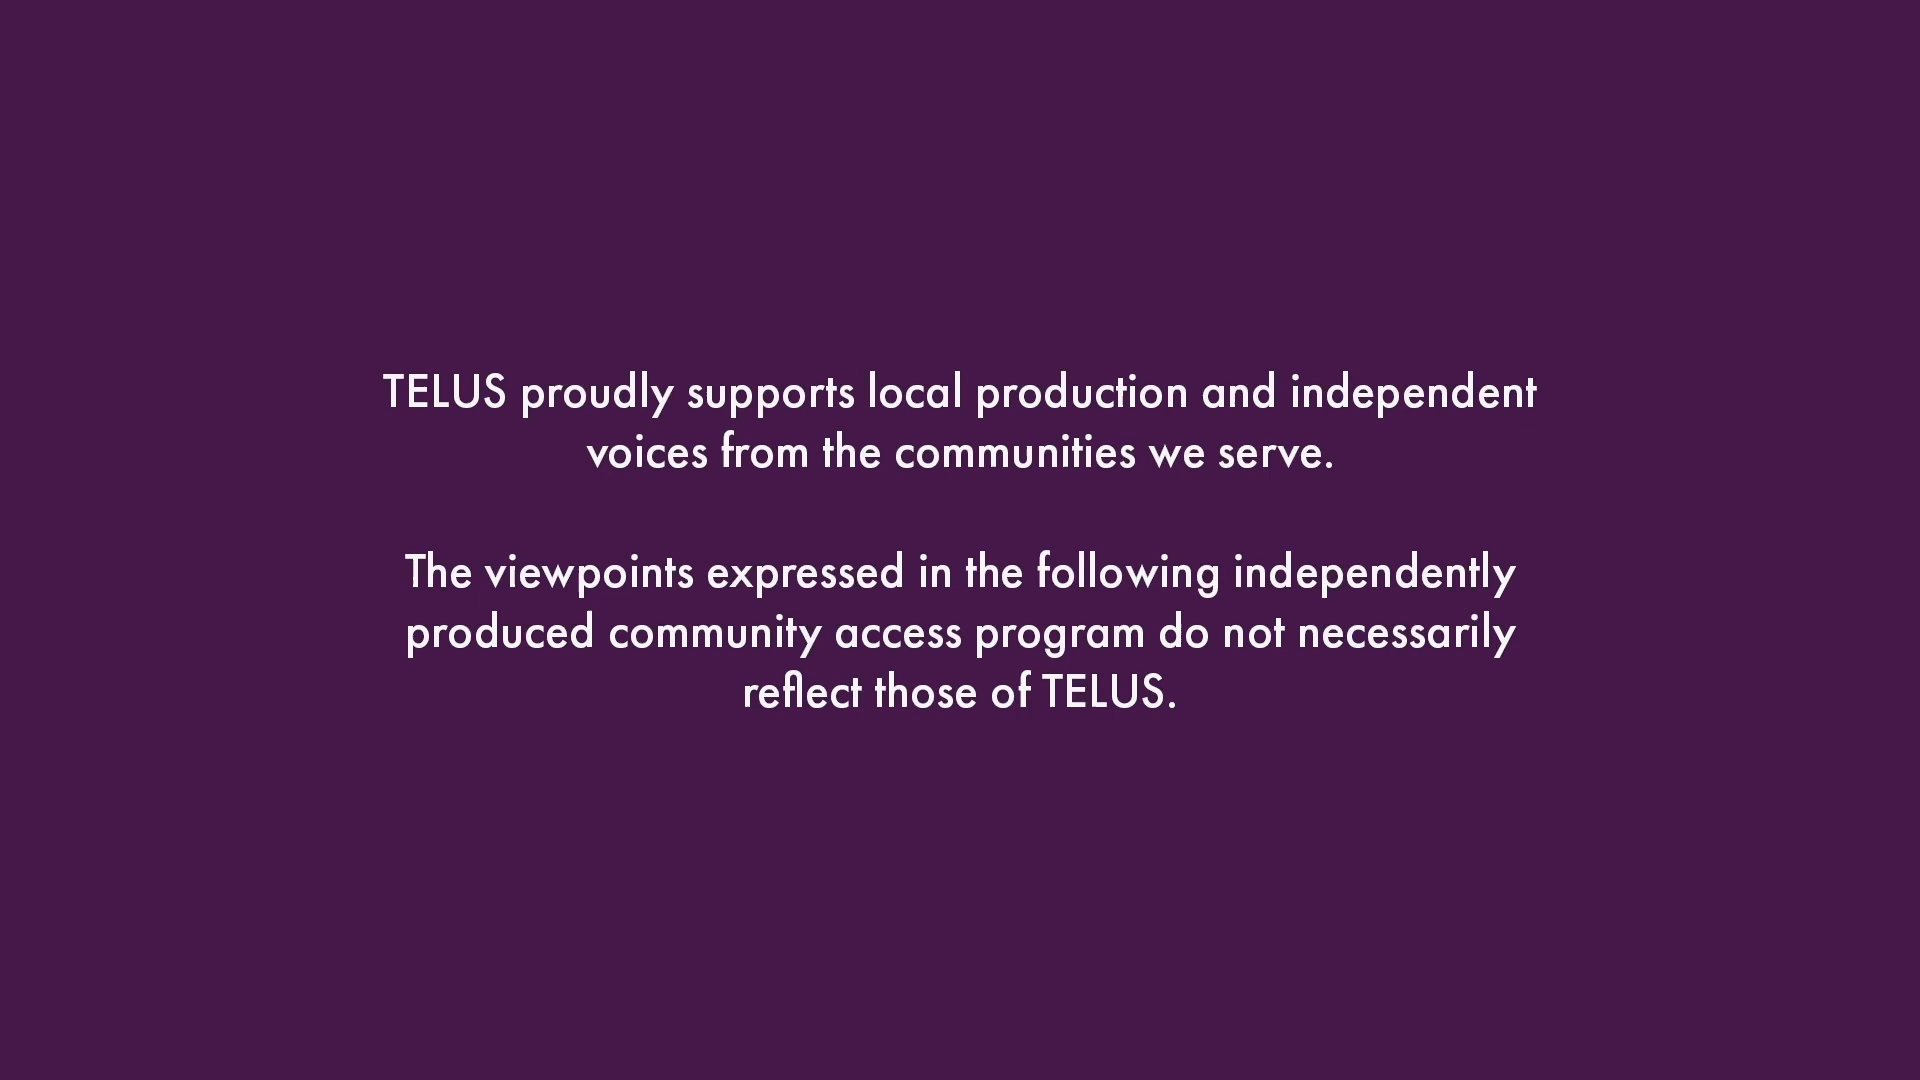 TELUS proudly supports local production and independent
voices from the communities we serve.
The viewpoints expressed in the following independently
produced community access program do not necessarily
reflect those of TELUS.